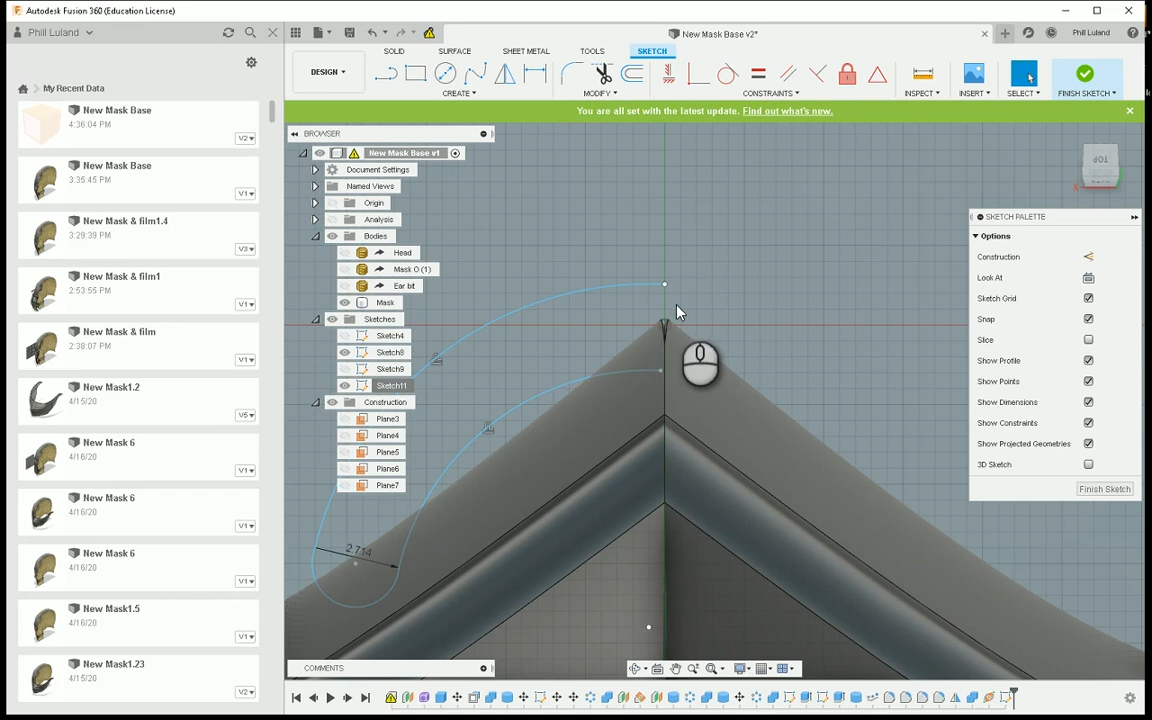 Autodesk Fusion 360 (Education License)
Phill Luland
New Mask Base v2*
Phill Luland
My Recent Data
New Mask Base
4:36:04 PM
V2
New Mask Base
3:35:45 PM
V1
New Mask & film1.4
3:29:39 PM
V3
New Mask & film1
2:53:55 PM
V1
New Mask & film
2:38:07 PM
V1
New Mask1.2
4/15/20
V5
New Mask 6
4/16/20
V1
New Mask 6
4/16/20
V1
New Mask 6
4/16/20
V1
New Mask1.5
4/16/20
V1
New Mask1.23
4/15/20
V2
DESIGN
SOLID
SURFACE
SHEET METAL
TOOLS
SKETCH
CREATE
MODIFY
CONSTRAINTS
INSPECT
INSERT
SELECT
FINISH SKETCH
You are all set with the latest update. Find out what's new.
BROWSER
New Mask Base v1
Document Settings
Named Views
Origin
Analysis
Bodies
Head
Mask O (1)
Ear bit
Mask
Sketches
Sketch4
Sketch8
Sketch9
Sketch11
Construction
Plane3
Plane4
Plane5
Plane6
Plane7
2.714
TOP
X
SKETCH PALETTE
Options
Construction
Look At
Sketch Grid
Snap
Slice
Show Profile
Show Points
Show Dimensions
Show Constraints
Show Projected Geometries
3D Sketch
Finish Sketch
COMMENTS